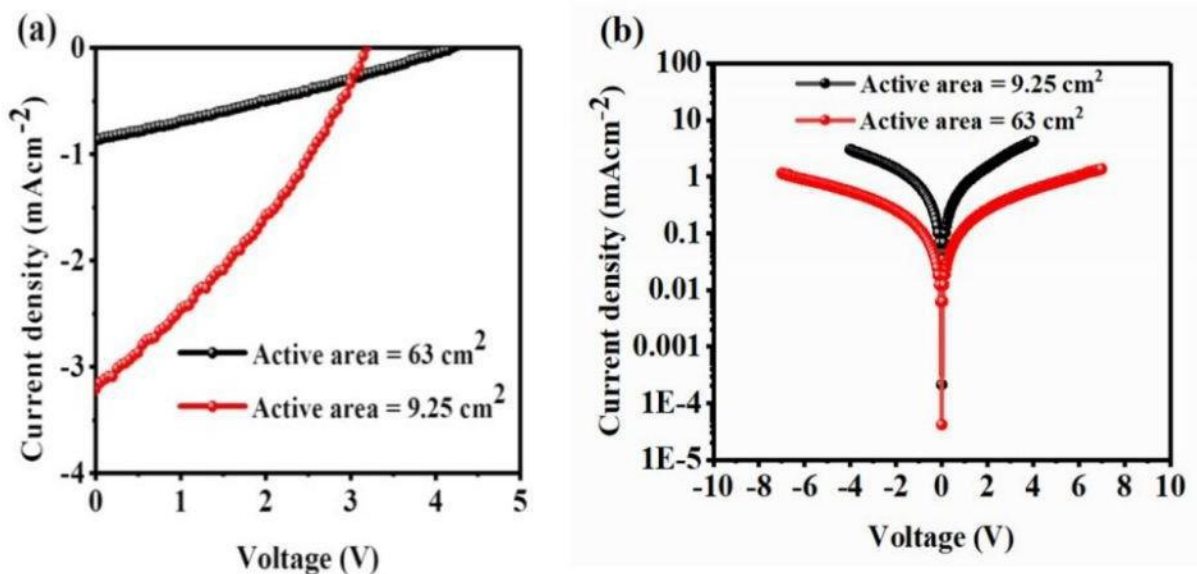 (a)
0
-1
-2
-3
-4
Current density (mAcm⁻²)
Active area = 63 cm²
Active area = 9.25 cm²
0 1 2 3 4 5
Voltage (V)
(b)
100
10
1
0.1
0.01
0.001
1E-4
1E-5
Current density (mAcm⁻²)
Active area = 9.25 cm²
Active area = 63 cm²
-10 -8 -6 -4 -2 0 2 4 6 8 10
Voltage (V)